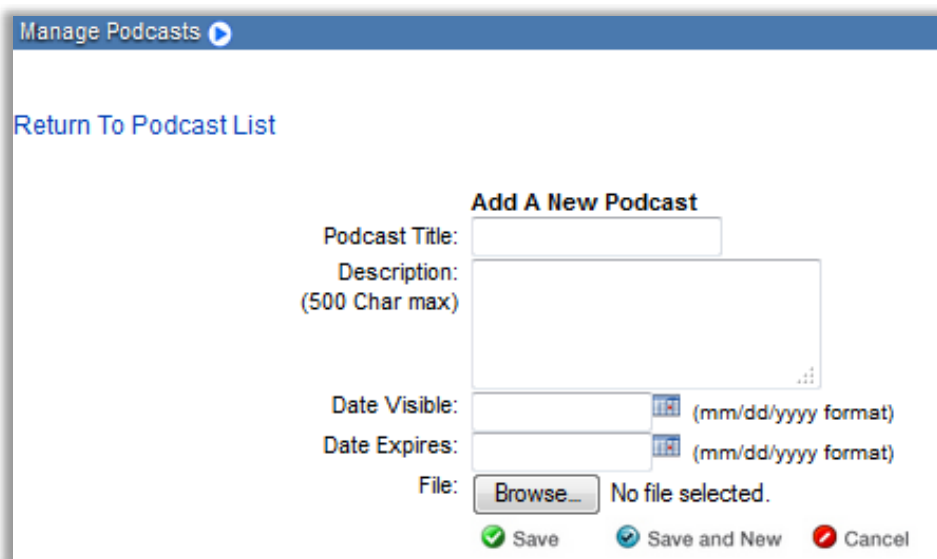 Manage Podcasts
Return To Podcast List
Add A New Podcast
Podcast Title:
Description:
(500 Char max)
Date Visible: (mm/dd/yyyy format)
Date Expires: (mm/dd/yyyy format)
File: Browse... No file selected.
Save Save and New Cancel